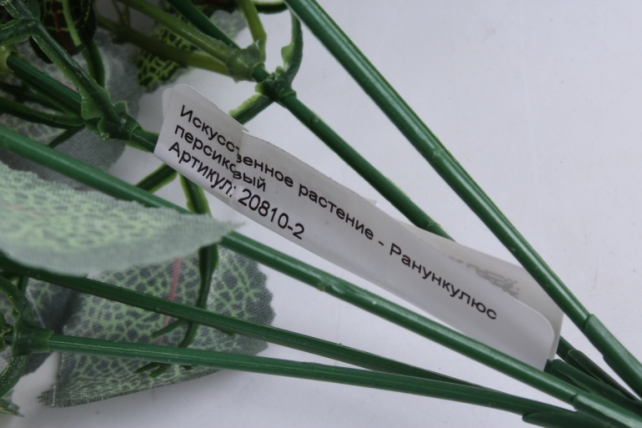 Искусственное растение - Ранункулюс
персиковый
Артикул: 20810-2